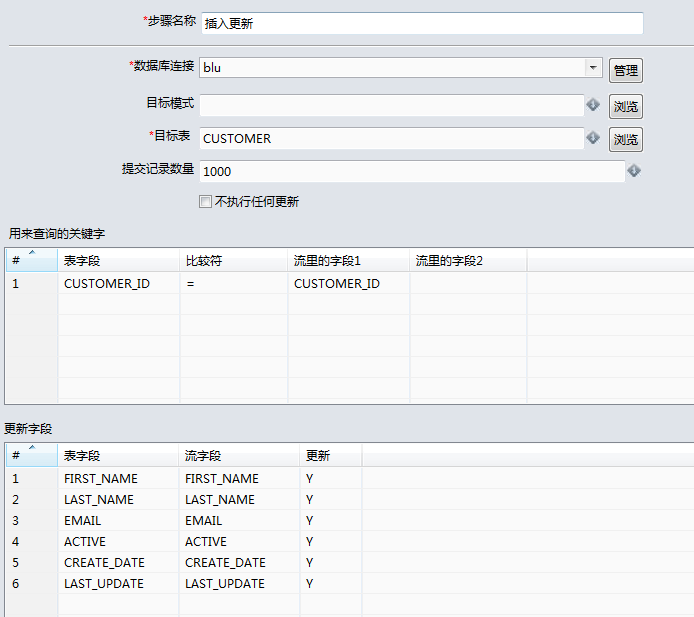 *步骤名称 插入更新
*数据库连接 blu 管理
目标模式 浏览
*目标表 CUSTOMER 浏览
提交记录数量 1000
不执行任何更新
用来查询的关键字
# 表字段 比较符 流里的字段1 流里的字段2
1 CUSTOMER_ID = CUSTOMER_ID
更新字段
# 表字段 流字段 更新
1 FIRST_NAME FIRST_NAME Y
2 LAST_NAME LAST_NAME Y
3 EMAIL EMAIL Y
4 ACTIVE ACTIVE Y
5 CREATE_DATE CREATE_DATE Y
6 LAST_UPDATE LAST_UPDATE Y